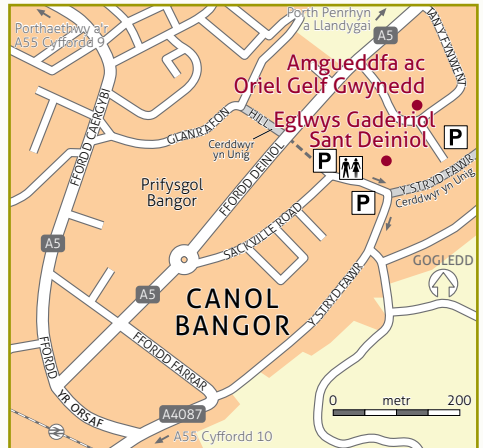 Porthaethwy a'r
A55 Cyffordd 9
Porth Penrhyn
a Llandygai
A5
TAN Y FYNWENT
Amgueddfa ac
Oriel Gelf Gwynedd
Eglwys Gadeiriol
Sant Deiniol
P
P
P
FFORDD CAERGYBI
GLANRAFON
HILL
Cerddwyr
yn Unig
FFORDD DEINIOL
Prifysgol
Bangor
Y STRYD FAWR
Cerddwyr yn Unig
SACKVILLE ROAD
A5
A5
GOGLEDD
CANOL
BANGOR
Y STRYD FAWR
FFORDD FARRAR
FFORDD
YR ORSAF
A4087
A55 Cyffordd 10
0 metr 200